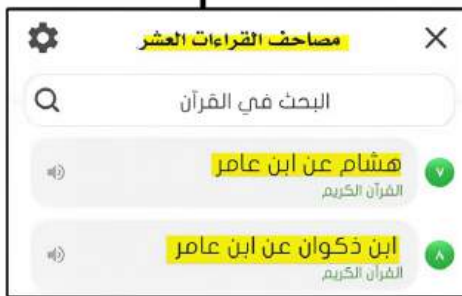 مصاحف القراءات العشر
البحث في القرآن
هشام عن ابن عامر
القرآن الكريم
٧
ابن ذكوان عن ابن عامر
القرآن الكريم
٨